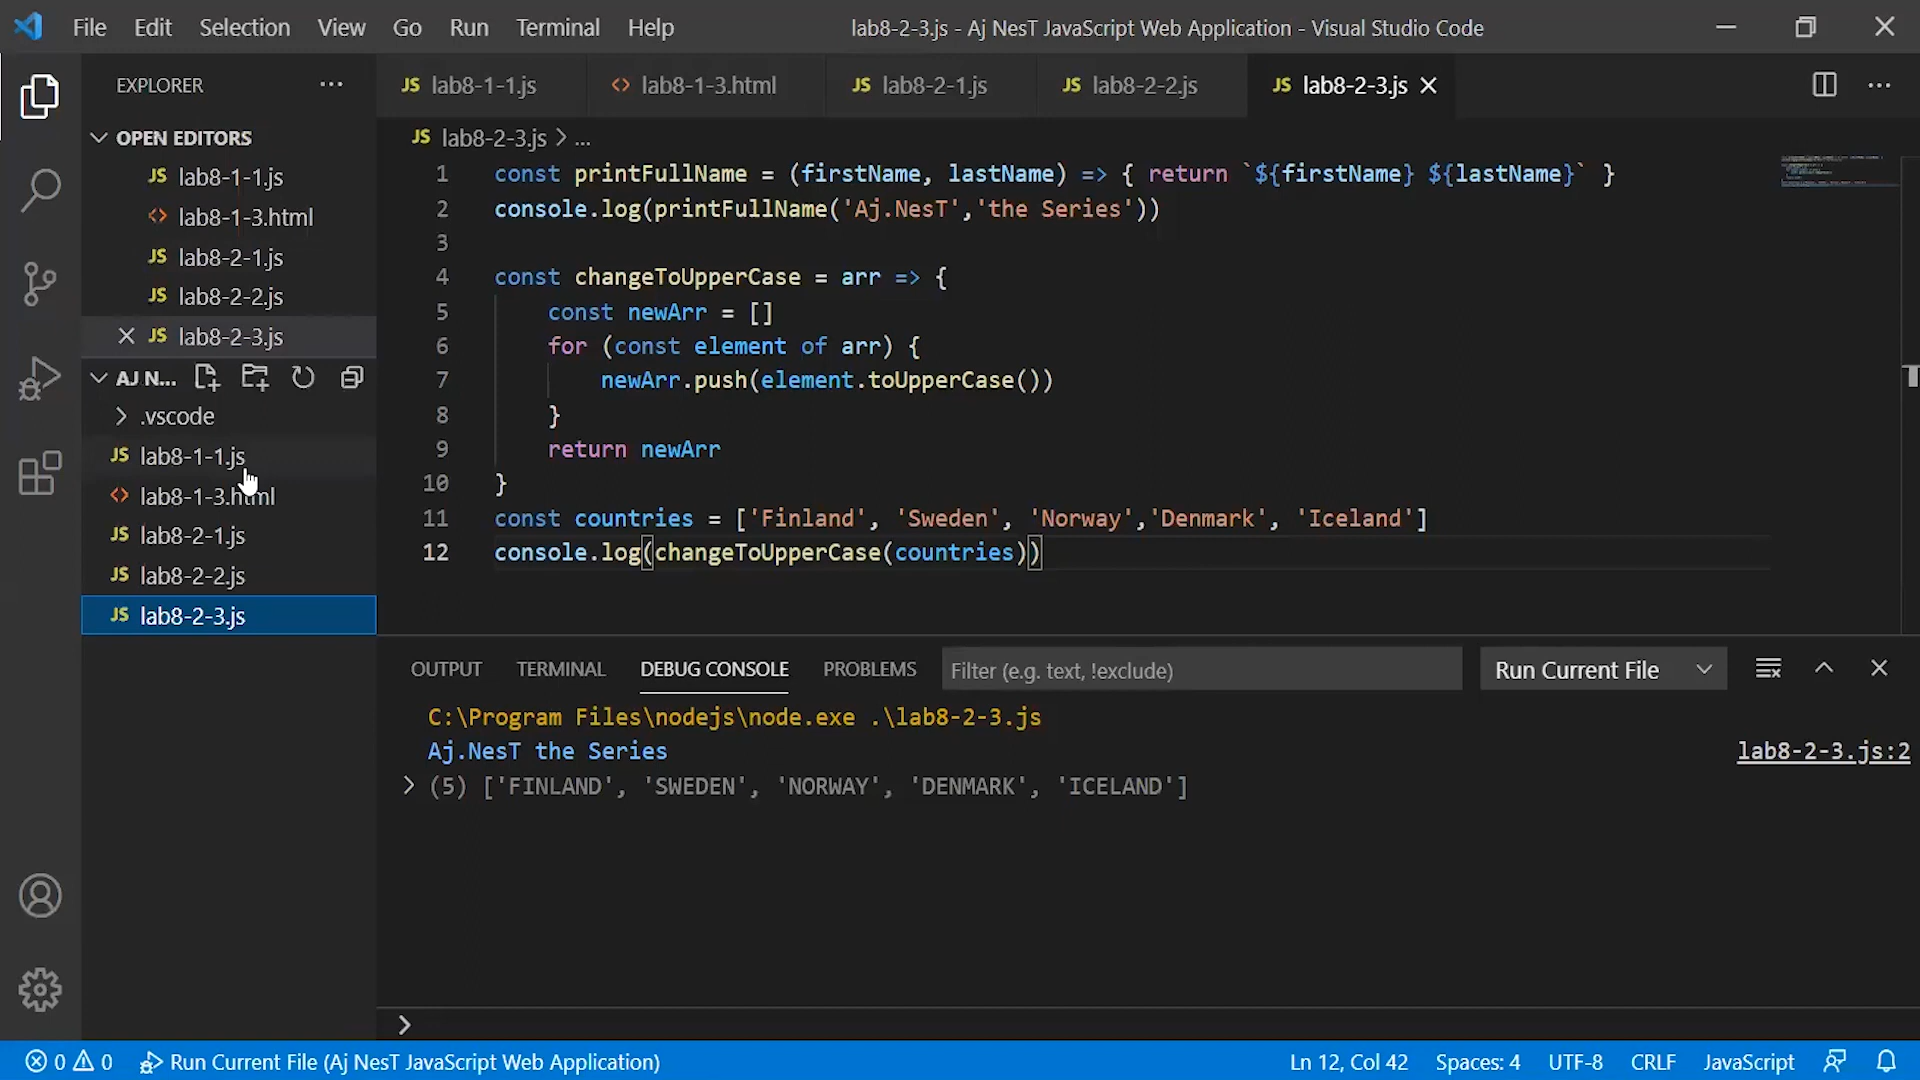 File Edit Selection View Go Run Terminal Help lab8-2-3.js - Aj NesT JavaScript Web Application - Visual Studio Code
EXPLORER ...
JS lab8-1-1.js <> lab8-1-3.html JS lab8-2-1.js JS lab8-2-2.js JS lab8-2-3.js
OPEN EDITORS
JS lab8-1-1.js
<> lab8-1-3.html
JS lab8-2-1.js
JS lab8-2-2.js
JS lab8-2-3.js
AJ N...
.vscode
JS lab8-1-1.js
<> lab8-1-3.html
JS lab8-2-1.js
JS lab8-2-2.js
JS lab8-2-3.js
JS lab8-2-3.js > ...
1 const printFullName = (firstName, lastName) => { return `${firstName} ${lastName}` }
2 console.log(printFullName('Aj.NesT','the Series'))
3
4 const changeToUpperCase = arr => {
5 const newArr = []
6 for (const element of arr) {
7 newArr.push(element.toUpperCase())
8 }
9 return newArr
10 }
11 const countries = ['Finland', 'Sweden', 'Norway','Denmark', 'Iceland']
12 console.log(changeToUpperCase(countries))
OUTPUT TERMINAL DEBUG CONSOLE PROBLEMS Filter (e.g. text, !exclude) Run Current File
C:\Program Files\nodejs\node.exe .\lab8-2-3.js
Aj.NesT the Series lab8-2-3.js:2
> (5) ['FINLAND', 'SWEDEN', 'NORWAY', 'DENMARK', 'ICELAND']
>
0 0 Run Current File (Aj NesT JavaScript Web Application) Ln 12, Col 42 Spaces: 4 UTF-8 CRLF JavaScript